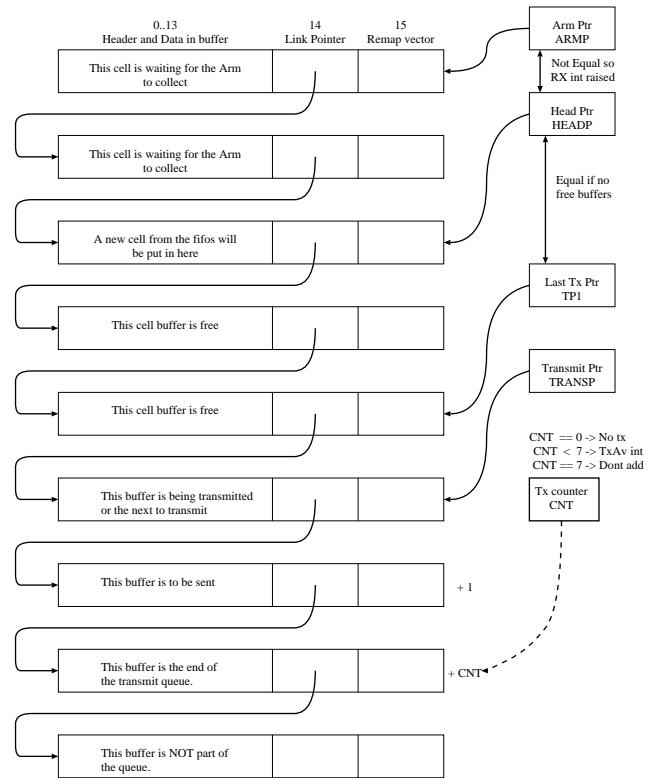 0..13
Header and Data in buffer
14
Link Pointer
15
Remap vector
Arm Ptr
ARMP
This cell is waiting for the Arm
to collect
Not Equal so
RX int raised
Head Ptr
HEADP
This cell is waiting for the Arm
to collect
Equal if no
free buffers
A new cell from the fifos will
be put in here
Last Tx Ptr
TP1
This cell buffer is free
Transmit Ptr
TRANSP
This cell buffer is free
CNT == 0 -> No tx
CNT < 7 -> TxAv int
CNT == 7 -> Dont add
This buffer is being transmitted
or the next to transmit
Tx counter
CNT
This buffer is to be sent
+ 1
This buffer is the end of
the transmit queue.
+ CNT
This buffer is NOT part of
the queue.